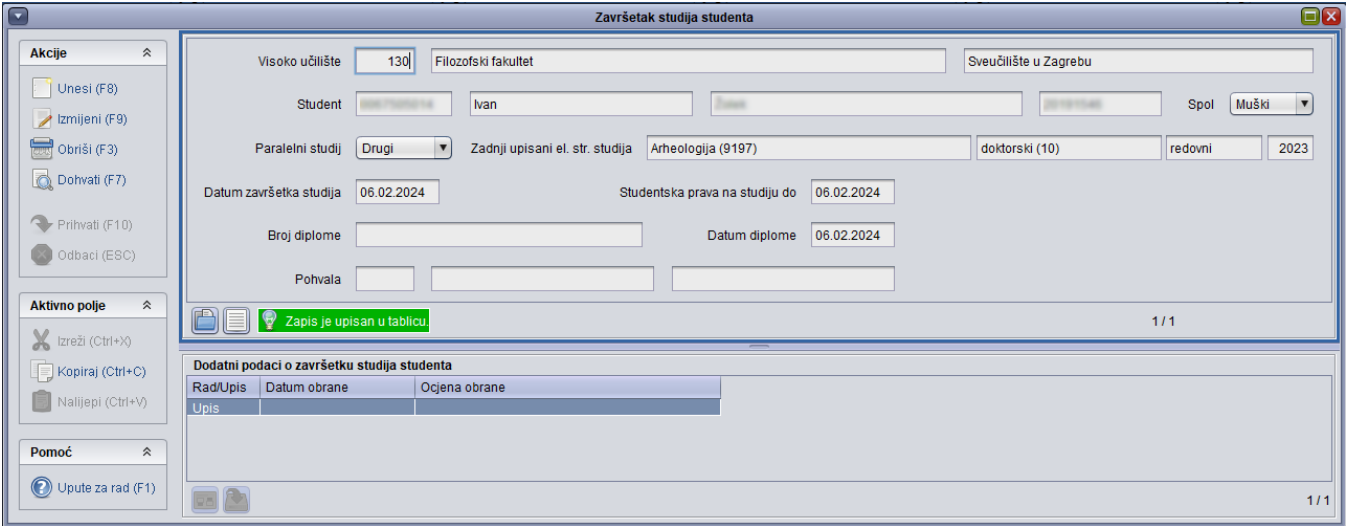 Završetak studija studenta
Akcije
Unesi (F8)
Izmijeni (F9)
Obriši (F3)
Dohvati (F7)
Prihvati (F10)
Odbaci (ESC)
Aktivno polje
Izreži (Ctrl+X)
Kopiraj (Ctrl+C)
Nalijepi (Ctrl+V)
Pomoć
Upute za rad (F1)
Visoko učilište 130 Filozofski fakultet Sveučilište u Zagrebu
Student Ivan Spol Muški
Paralelni studij Drugi Zadnji upisani el. str. studija Arheologija (9197) doktorski (10) redovni 2023
Datum završetka studija 06.02.2024 Studentska prava na studiju do 06.02.2024
Broj diplome Datum diplome 06.02.2024
Pohvala
Zapis je upisan u tablicu. 1 / 1
Dodatni podaci o završetku studija studenta
Rad/Upis Datum obrane Ocjena obrane
Upis
1 / 1